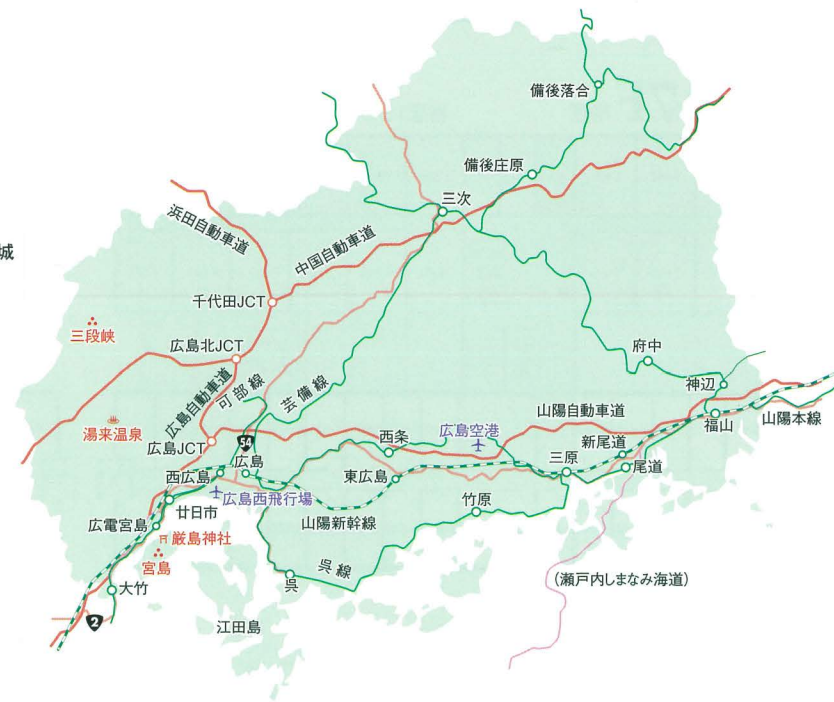 備後落合
備後庄原
三次
浜田自動車道
中国自動車道
城
千代田JCT
三段峡
広島北JCT
府中
神辺
広島自動車道
可部線
芸備線
湯来温泉
広島JCT
54
西条
広島空港
山陽自動車道
福山
山陽本線
新尾道
西広島
広島
東広島
三原
尾道
広島西飛行場
廿日市
竹原
広電宮島
山陽新幹線
厳島神社
宮島
呉線
呉
大竹
(瀬戸内しまなみ海道)
2
江田島